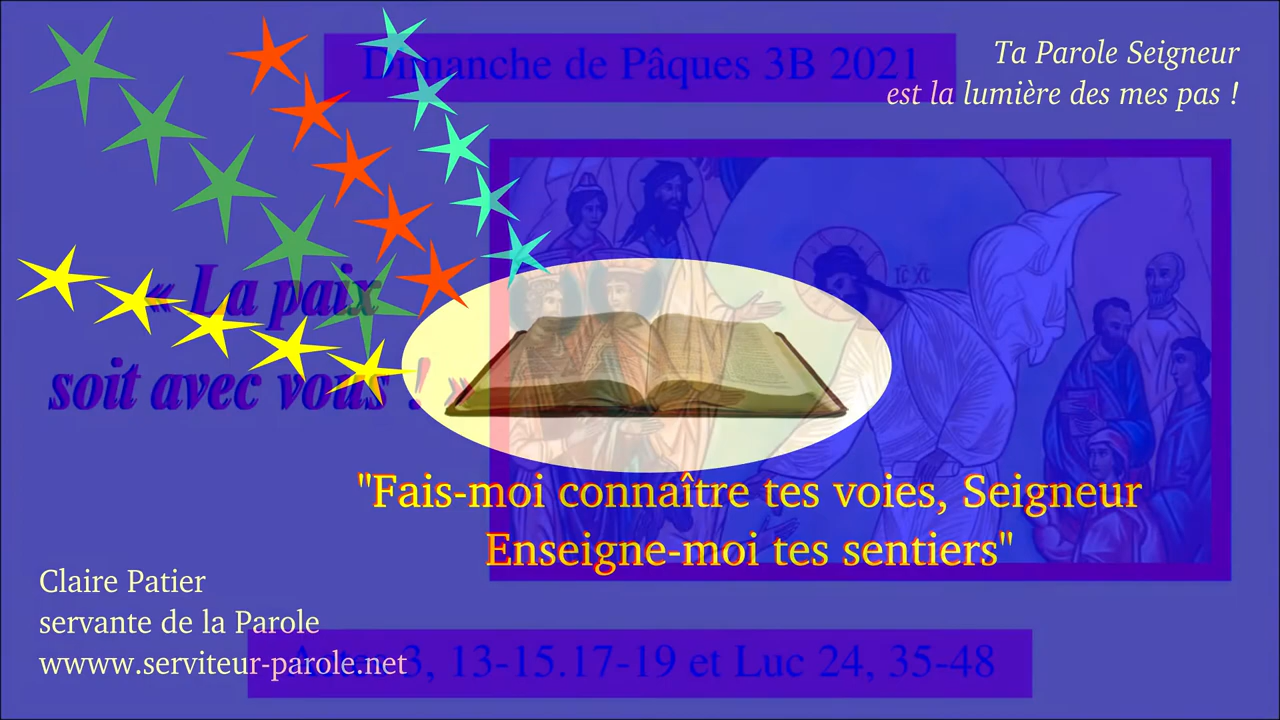 Dimanche de Pâques 3B 2021
Ta Parole Seigneur
est la lumière des mes pas !
« La paix
soit avec vous ! »
IC XC
"Fais-moi connaître tes voies, Seigneur
Enseigne-moi tes sentiers"
Claire Patier
servante de la Parole
wwww.serviteur-parole.net
Actes 3, 13-15.17-19 et Luc 24, 35-48